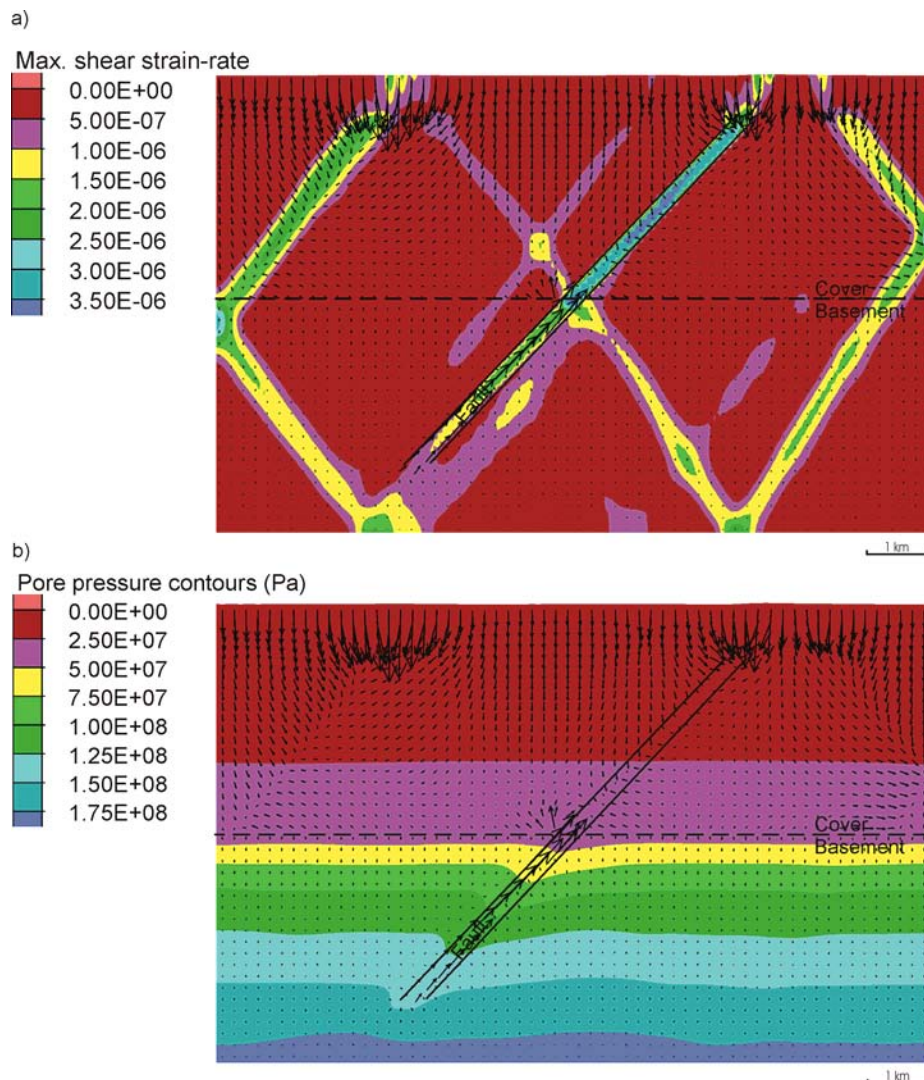 a)
Max. shear strain-rate
0.00E+00
5.00E-07
1.00E-06
1.50E-06
2.00E-06
2.50E-06
3.00E-06
3.50E-06
Cover
Basement
Fault
1 km
b)
Pore pressure contours (Pa)
0.00E+00
2.50E+07
5.00E+07
7.50E+07
1.00E+08
1.25E+08
1.50E+08
1.75E+08
Cover
Basement
Fault
1 km